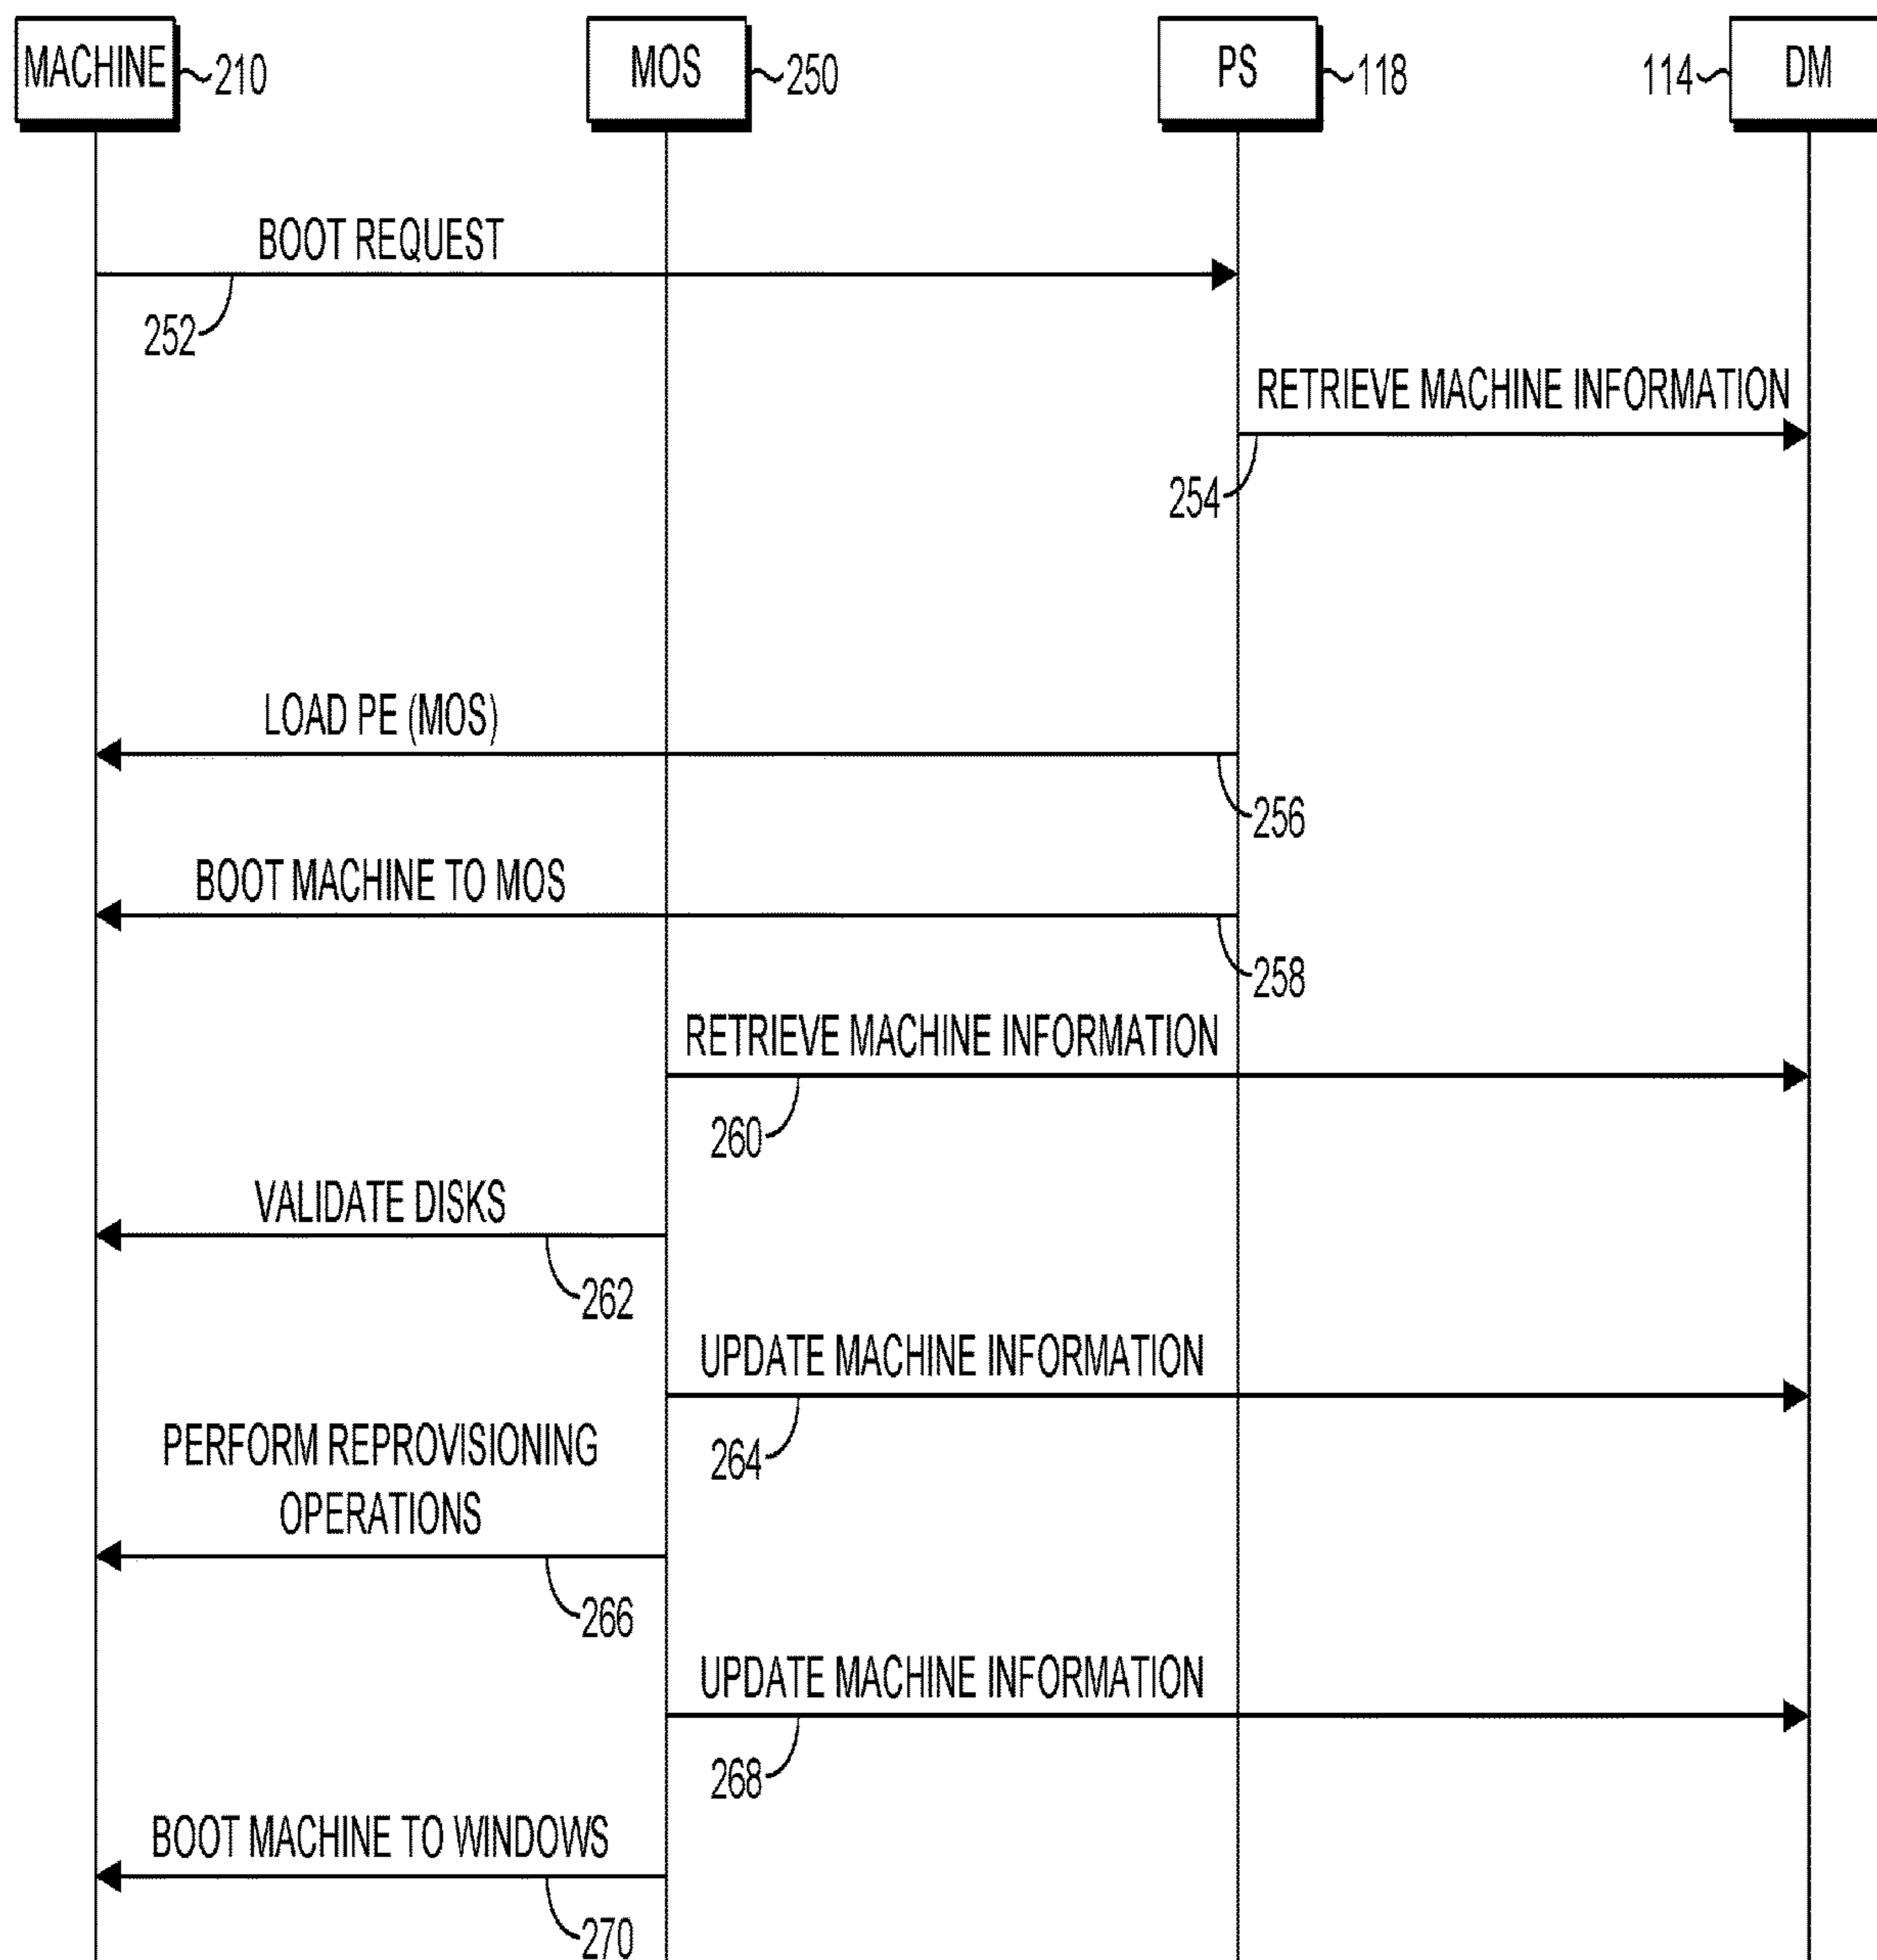 MACHINE 210
MOS 250
PS 118
114 DM
BOOT REQUEST
252
RETRIEVE MACHINE INFORMATION
254
LOAD PE (MOS)
256
BOOT MACHINE TO MOS
258
RETRIEVE MACHINE INFORMATION
260
VALIDATE DISKS
262
UPDATE MACHINE INFORMATION
264
PERFORM REPROVISIONING
OPERATIONS
266
UPDATE MACHINE INFORMATION
268
BOOT MACHINE TO WINDOWS
270